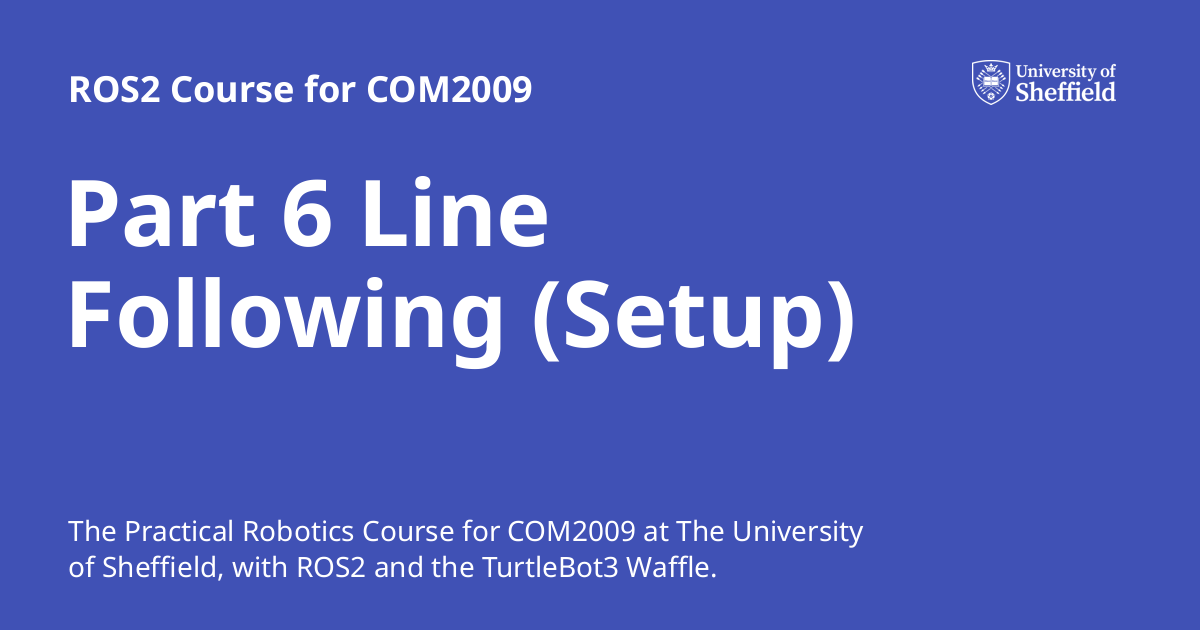 ROS2 Course for COM2009
University of
Sheffield
Part 6 Line
Following (Setup)
The Practical Robotics Course for COM2009 at The University
of Sheffield, with ROS2 and the TurtleBot3 Waffle.